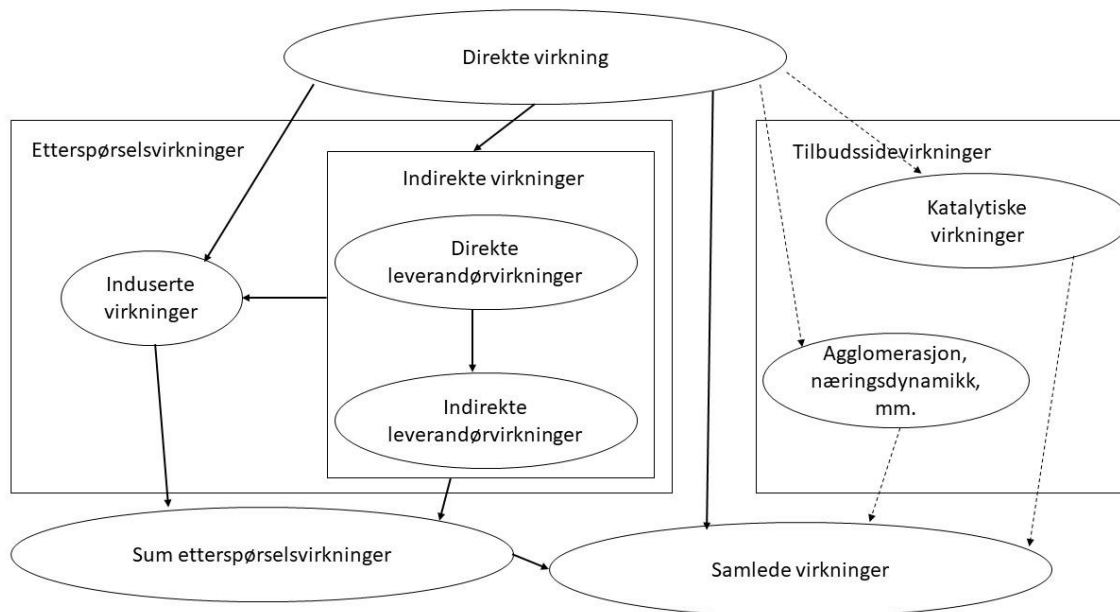 Direkte virkning
Etterspørselsvirkninger
Indirekte virkninger
Direkte
leverandørvirkninger
Induserte
virkninger
Indirekte
leverandørvirkninger
Tilbudssidevirkninger
Katalytiske
virkninger
Agglomerasjon,
næringsdynamikk,
mm.
Sum etterspørselsvirkninger
Samlede virkninger